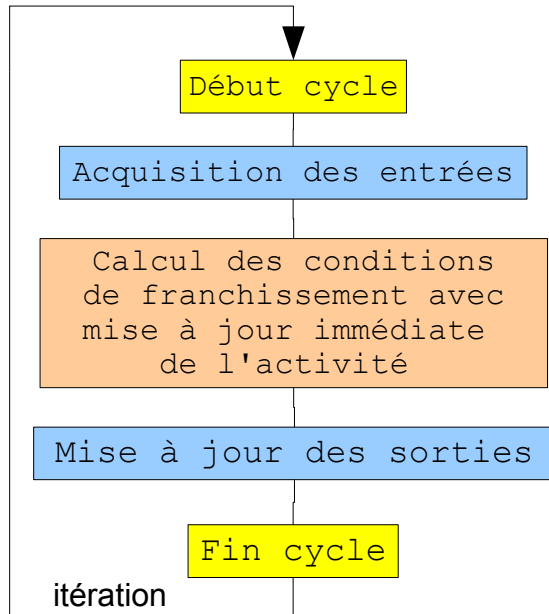 Début cycle
Acquisition des entrées
Calcul des conditions
de franchissement avec
mise à jour immédiate
de l'activité
Mise à jour des sorties
Fin cycle
itération